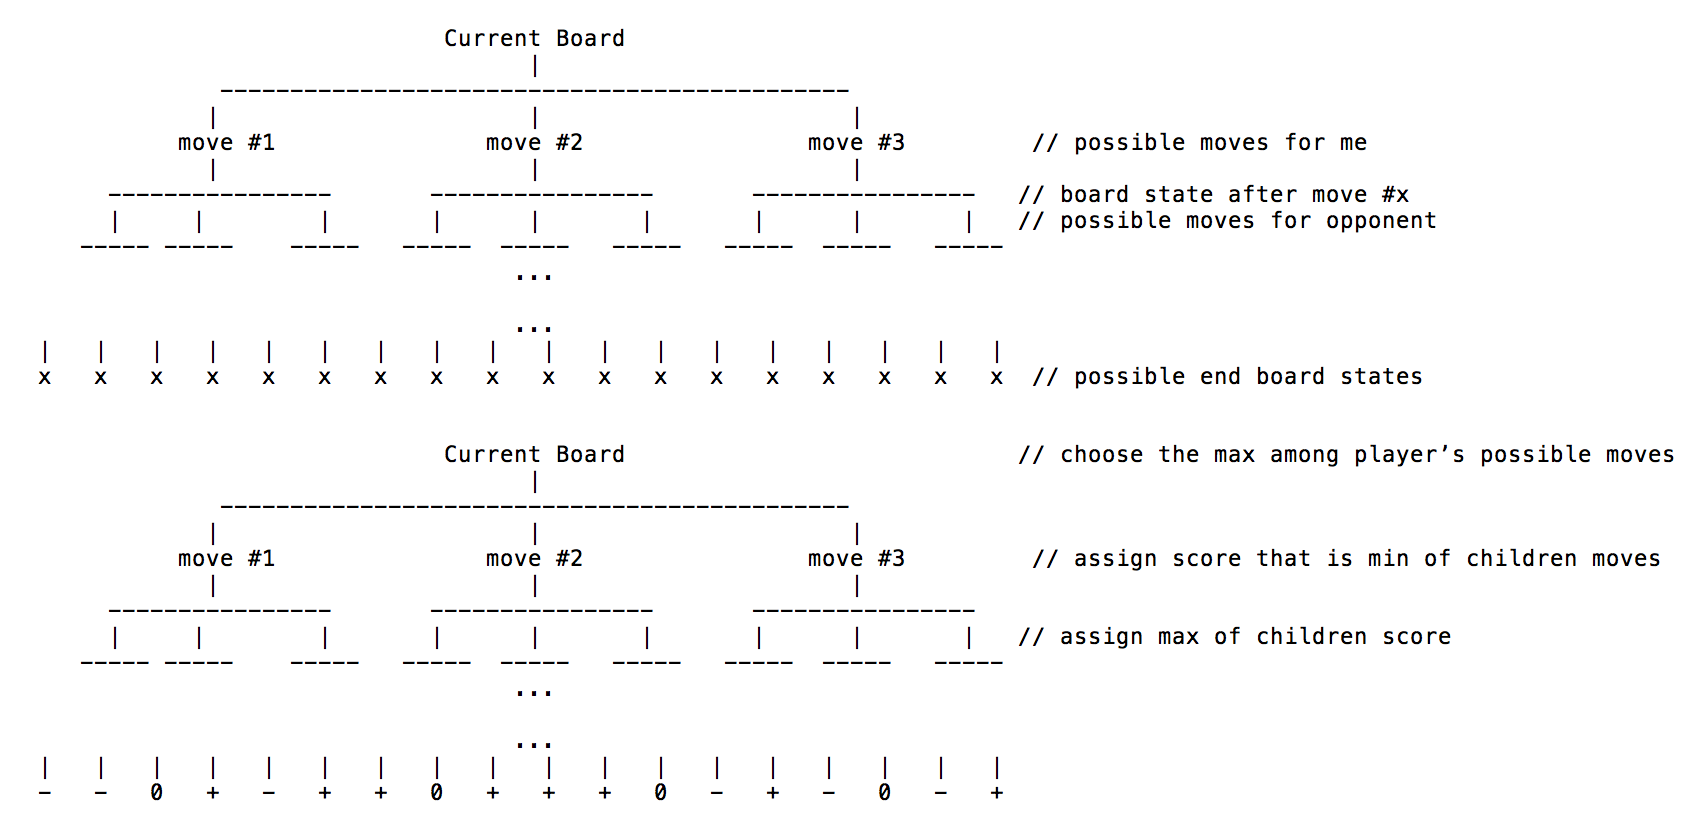 Current Board
|
---------------------------------------------
| | |
move #1 move #2 move #3 // possible moves for me
| | |
---------------- ---------------- ---------------- // board state after move #x
| | | | | | | | | // possible moves for opponent
----- ----- ----- ----- ----- ----- ----- ----- -----
...
...
| | | | | | | | | | | | | | | | | |
x x x x x x x x x x x x x x x x x x // possible end board states
Current Board // choose the max among player’s possible moves
|
---------------------------------------------
| | |
move #1 move #2 move #3 // assign score that is min of children moves
| | |
---------------- ---------------- ----------------
| | | | | | | | | // assign max of children score
----- ----- ----- ----- ----- ----- ----- ----- -----
...
...
| | | | | | | | | | | | | | | | | |
- - 0 + - + + 0 + + + 0 - + - 0 - +